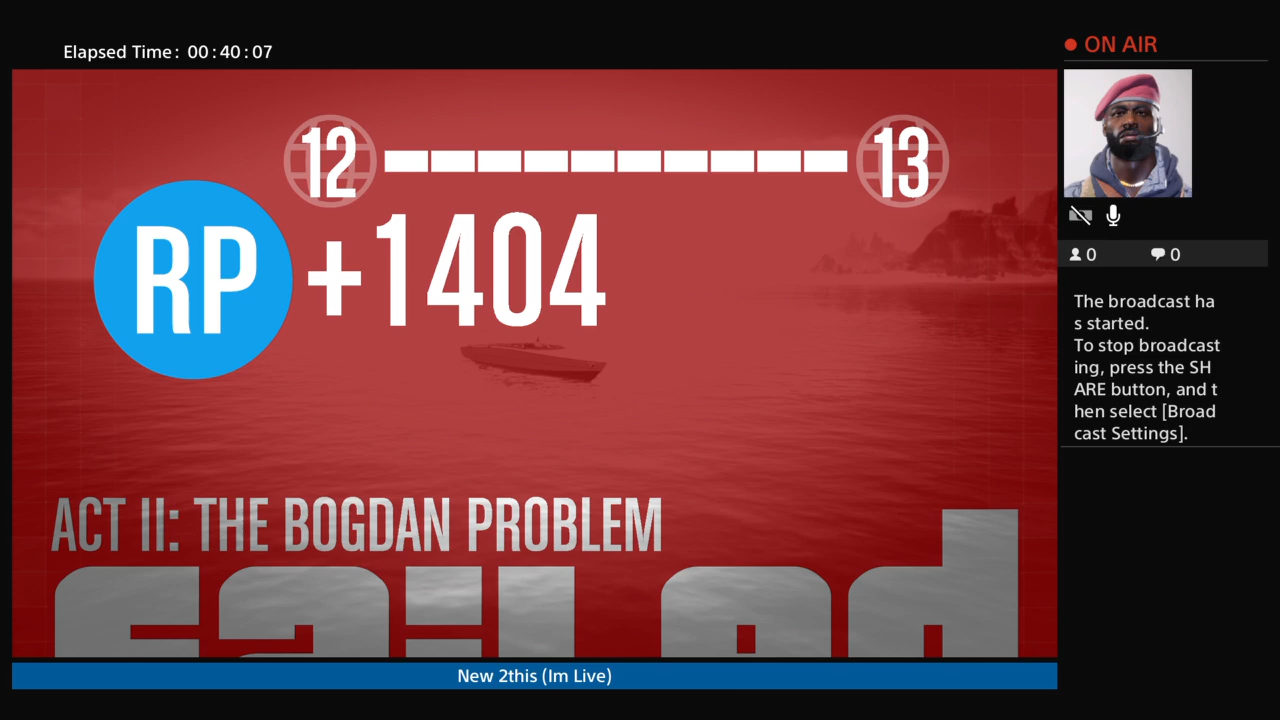 Elapsed Time: 00:40:07
ON AIR
12
13
RP +1404
0
0
The broadcast ha
s started.
To stop broadcast
ing, press the SH
ARE button, and t
hen select [Broad
cast Settings].
ACT II: THE BOGDAN PROBLEM
failed
New 2this (Im Live)